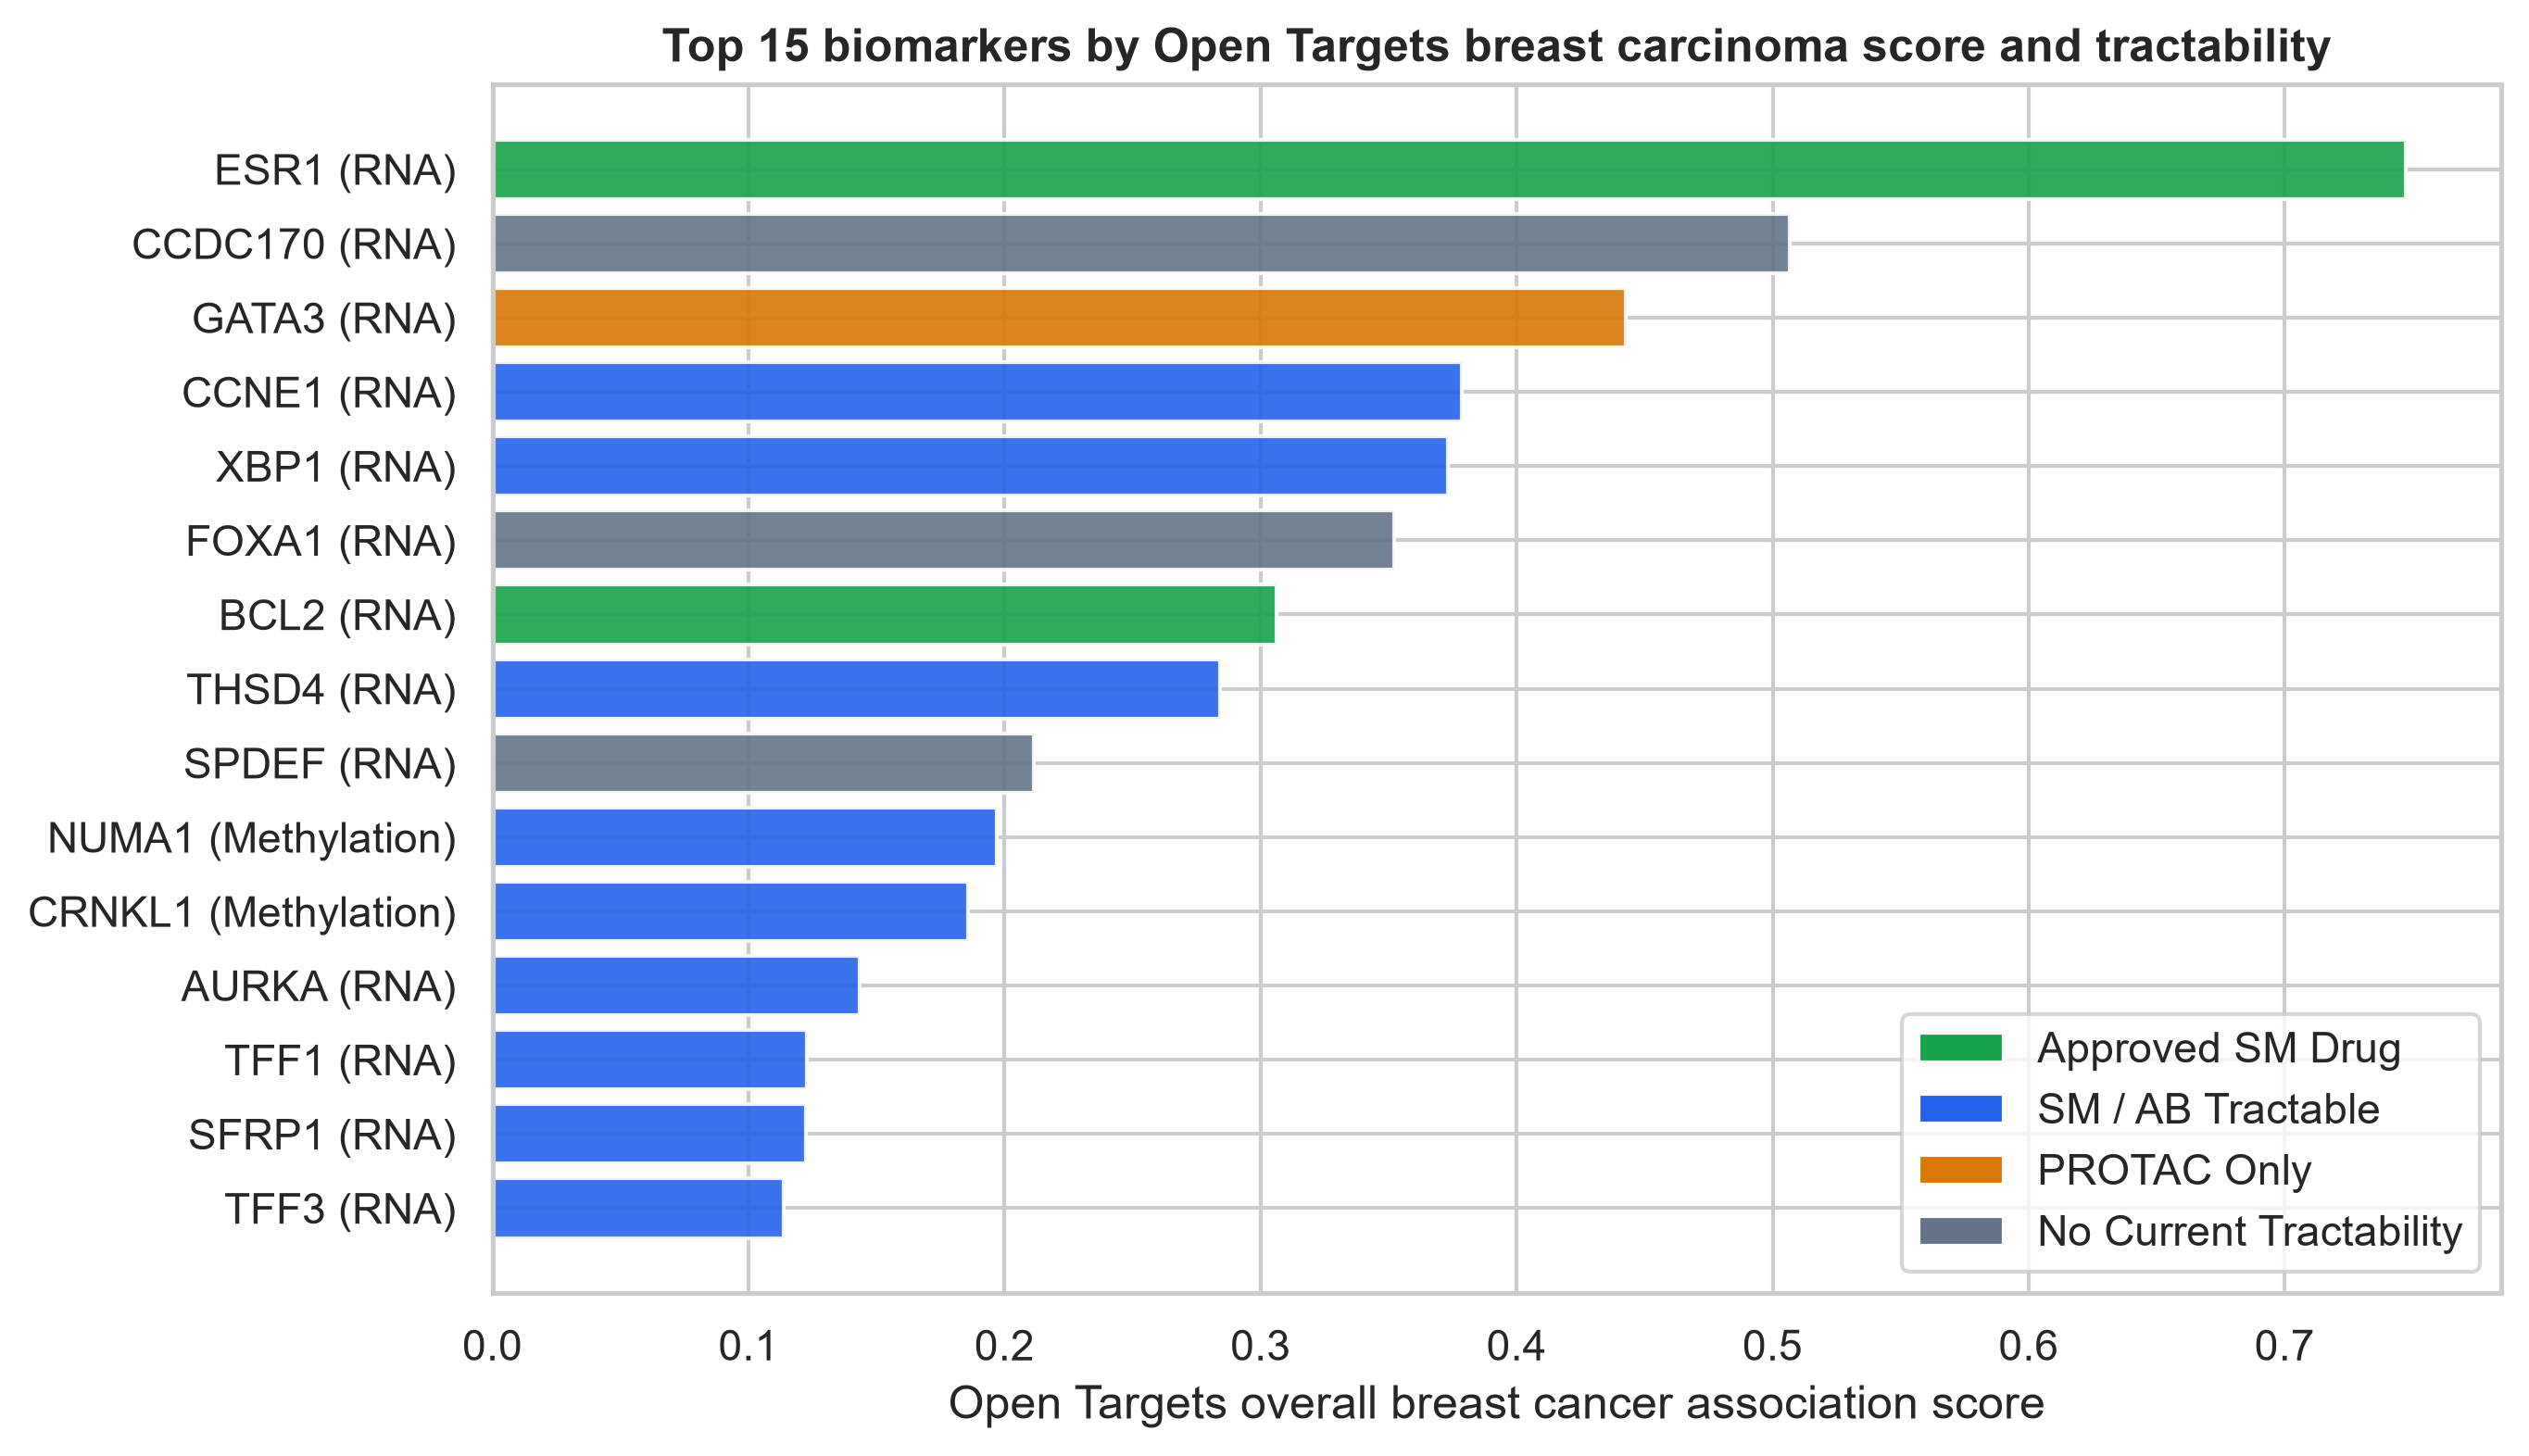 Top 15 biomarkers by Open Targets breast carcinoma score and tractability
ESR1 (RNA)
CCDC170 (RNA)
GATA3 (RNA)
CCNE1 (RNA)
XBP1 (RNA)
FOXA1 (RNA)
BCL2 (RNA)
THSD4 (RNA)
SPDEF (RNA)
NUMA1 (Methylation)
CRNKL1 (Methylation)
AURKA (RNA)
TFF1 (RNA)
SFRP1 (RNA)
TFF3 (RNA)
Approved SM Drug
SM / AB Tractable
PROTAC Only
No Current Tractability
0.0 0.1 0.2 0.3 0.4 0.5 0.6 0.7
Open Targets overall breast cancer association score